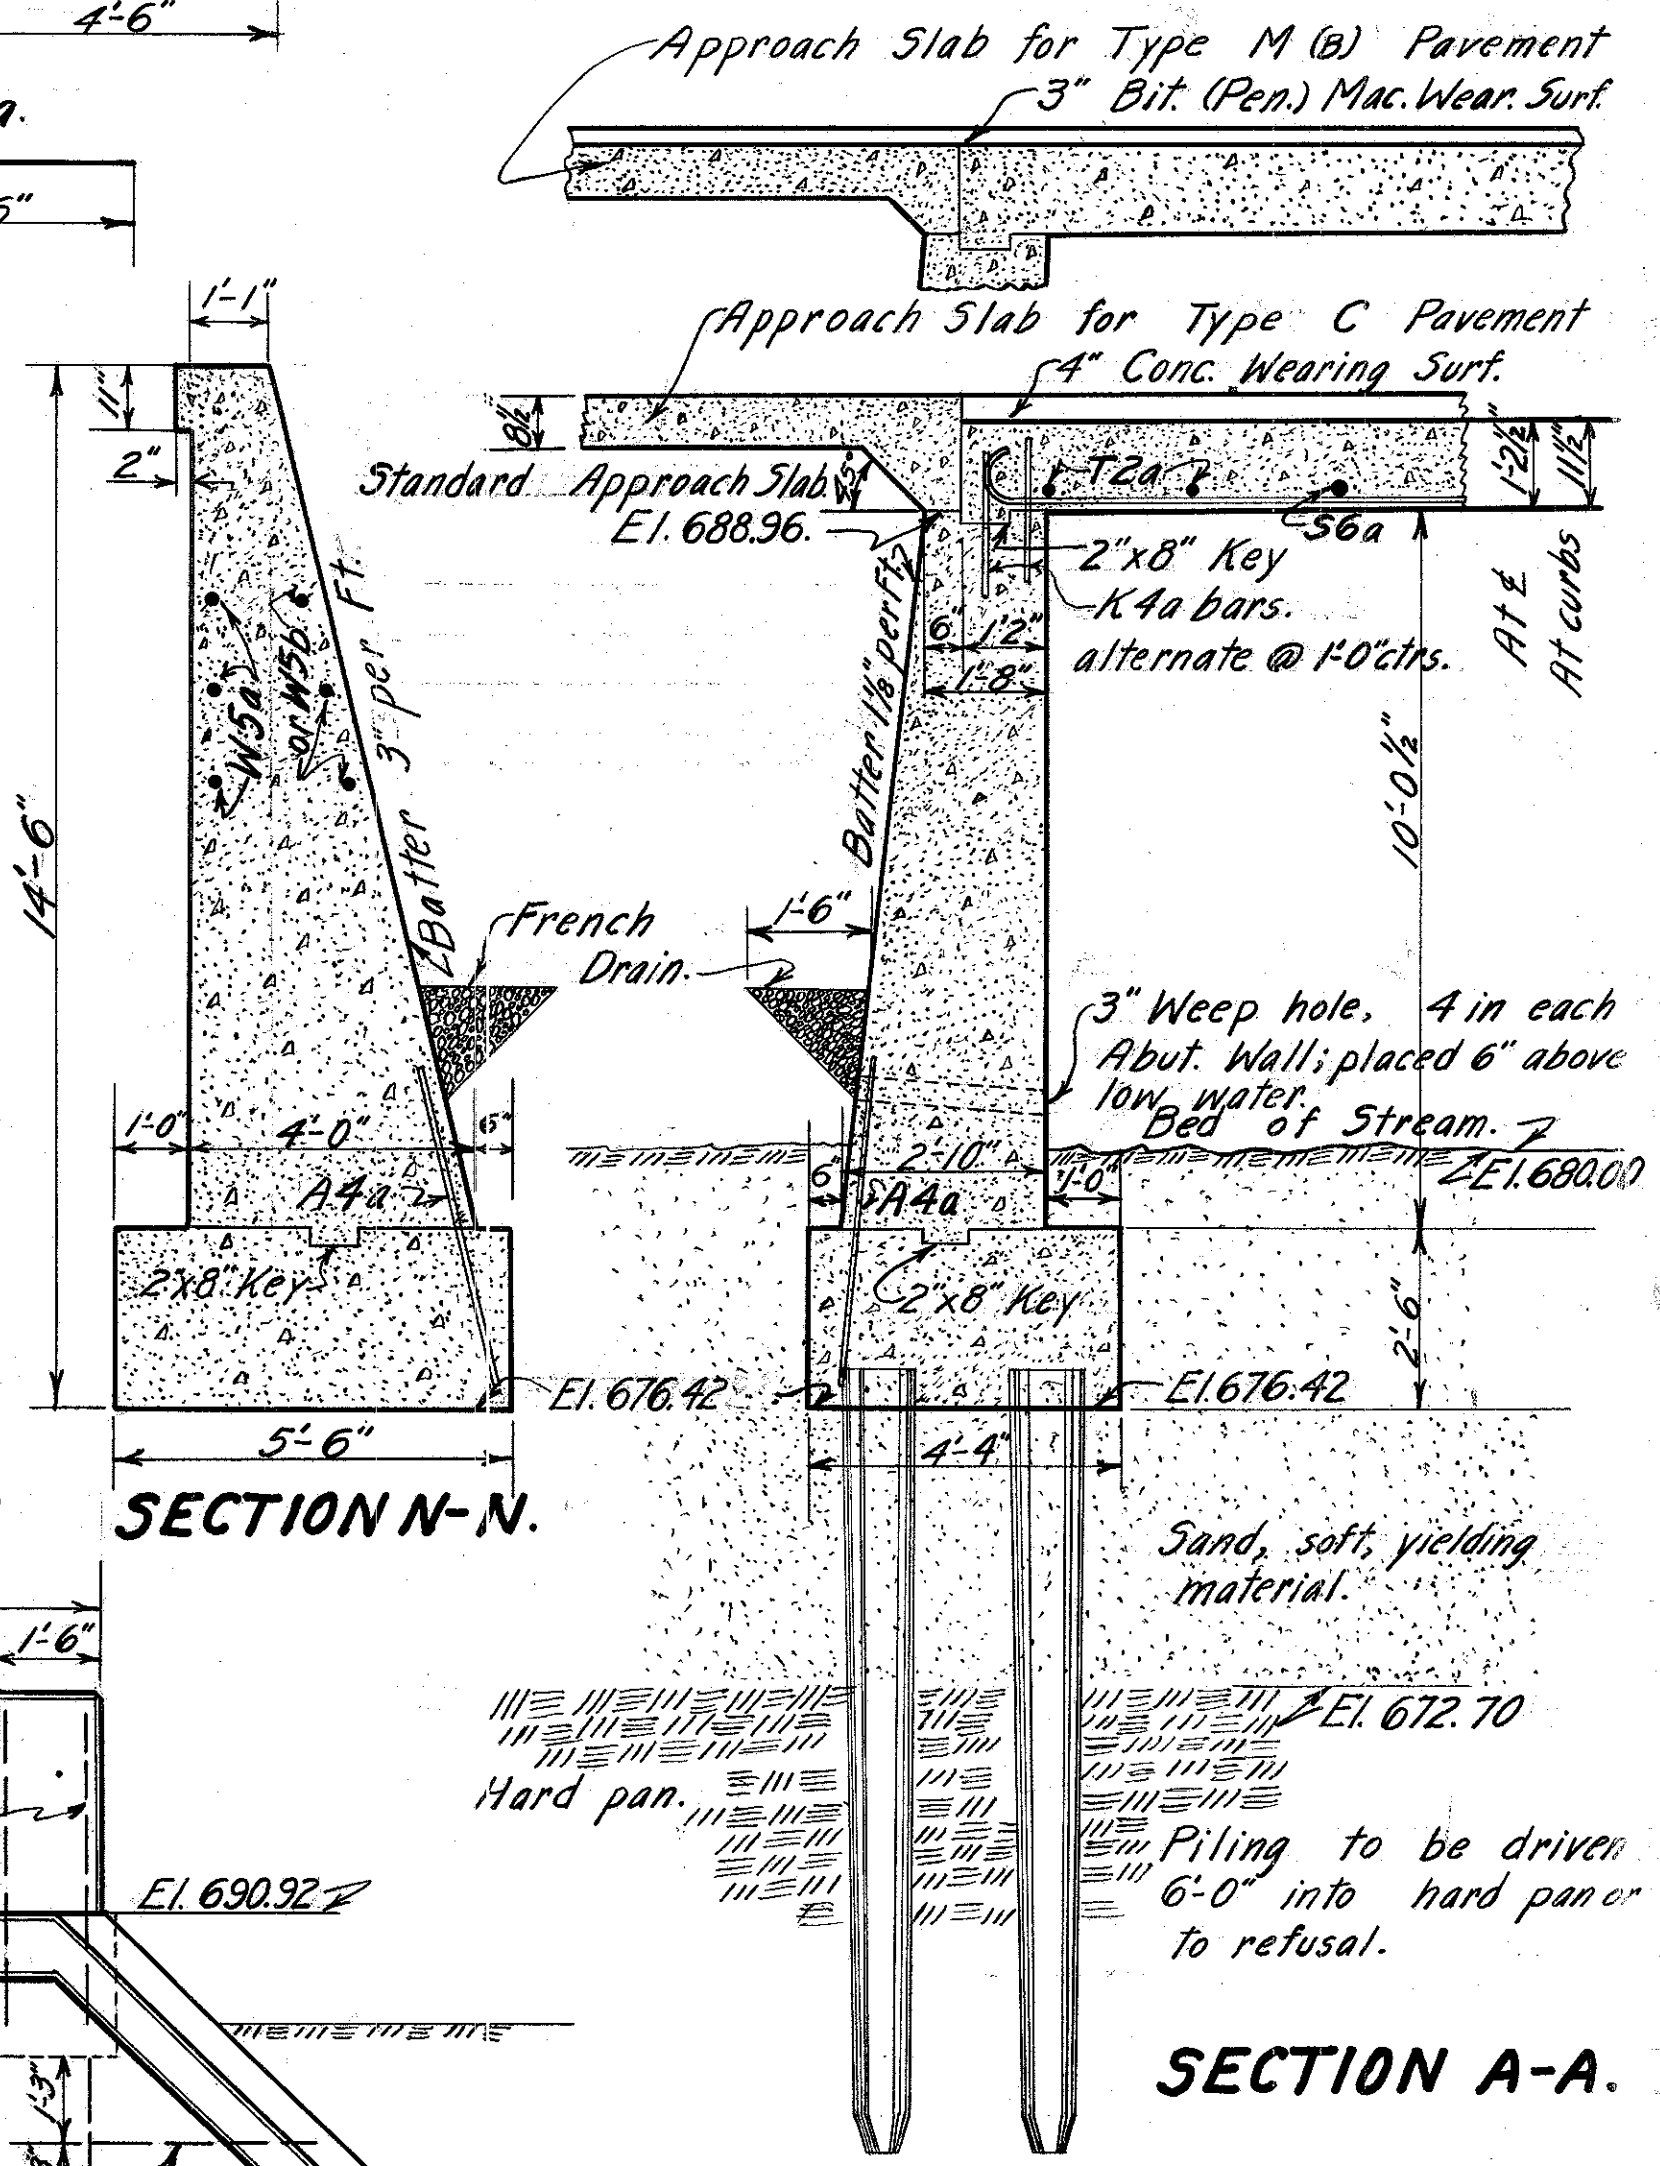 4'-6"
Approach Slab for Type M (B) Pavement
3" Bit. (Pen.) Mac. Wear. Surf.
1'-1"
Approach Slab for Type C Pavement
4" Conc. Wearing Surf.
11"
8½"
2"
Standard Approach Slab.
45°
T2a
1'-2½"
11½"
El. 688.96.
S6a
2"x8" Key
K4a bars.
alternate @ 1'-0" ctrs.
At ℄
At curbs
6"
1'-2"
1'-8"
W5a
or W5b
Batter 3" per Ft.
Batter 1⅛" per Ft.
10'-0½"
14'-6"
French
Drain.
1'-6"
3" Weep hole, 4 in each
Abut. Wall; placed 6" above
low water.
Bed of Stream.
El. 680.00
1'-0"
4'-0"
6"
6"
2'-10"
1'-0"
A4a
A4a
2"x8" Key
2"x8" Key
2'-6"
El. 676.42
El. 676.42
5'-6"
4'-4"
SECTION N-N.
Sand, soft, yielding
material.
1'-6"
El. 672.70
Hard pan.
Piling to be driven
6'-0" into hard pan or
to refusal.
El. 690.92
SECTION A-A.
1'-3"